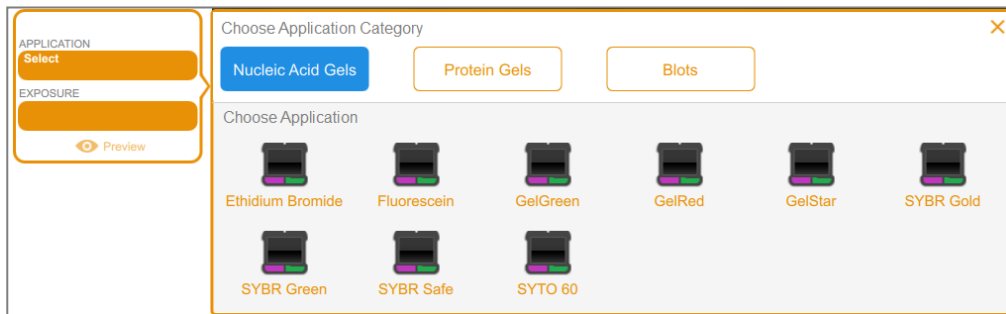 APPLICATION
Select
EXPOSURE
Preview
Choose Application Category
Nucleic Acid Gels
Protein Gels
Blots
Choose Application
Ethidium Bromide
Fluorescein
GelGreen
GelRed
GelStar
SYBR Gold
SYBR Green
SYBR Safe
SYTO 60